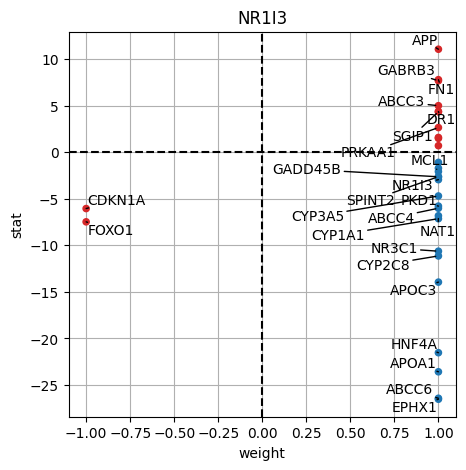 NR1I3
APP
GABRB3
FN1
ABCC3
DR1
SGIP1
PRKAA1
MCL1
GADD45B
NR1I3
SPINT2
PKD1
CYP3A5
ABCC4
CYP1A1
NAT1
NR3C1
CYP2C8
APOC3
HNF4A
APOA1
ABCC6
EPHX1
CDKN1A
FOXO1
10
5
0
−5
−10
−15
−20
−25
stat
−1.00 −0.75 −0.50 −0.25 0.00 0.25 0.50 0.75 1.00
weight